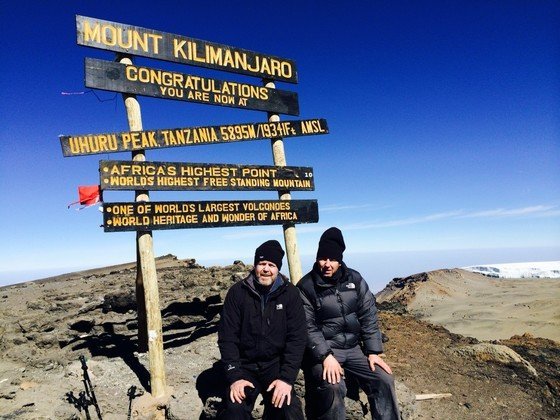 MOUNT KILIMANJARO
CONGRATULATIONS
YOU ARE NOW AT
UHURU PEAK TANZANIA 5895M/19341Ft AMSL
• AFRICA'S HIGHEST POINT
• WORLD'S HIGHEST FREE STANDING MOUNTAIN
• ONE OF WORLD'S LARGEST VOLCONOES
• WORLD HERITAGE AND WONDER OF AFRICA